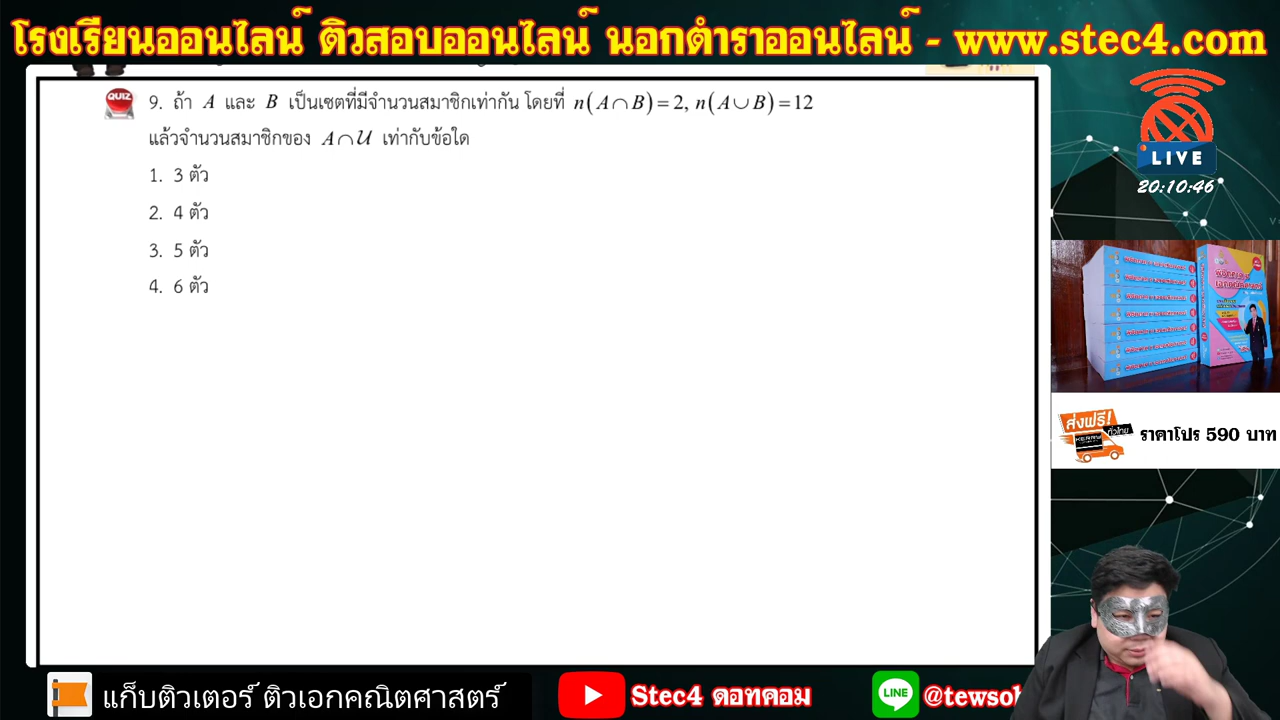 โรงเรียนออนไลน์ ติวสอบออนไลน์ นอกตำราออนไลน์ - www.stec4.com
QUIZ
9. ถ้า A และ B เป็นเซตที่มีจำนวนสมาชิกเท่ากัน โดยที่ n(A∩B)=2, n(A∪B)=12
แล้วจำนวนสมาชิกของ A∩𝒰 เท่ากับข้อใด
1. 3 ตัว
2. 4 ตัว
3. 5 ตัว
4. 6 ตัว
LIVE
20:10:46
ส่งฟรี!
ทั่วไทย
KERRY
ราคาโปร 590 บาท
แก็บติวเตอร์ ติวเอกคณิตศาสตร์
Stec4 ดอทคอม
LINE
@tewsob